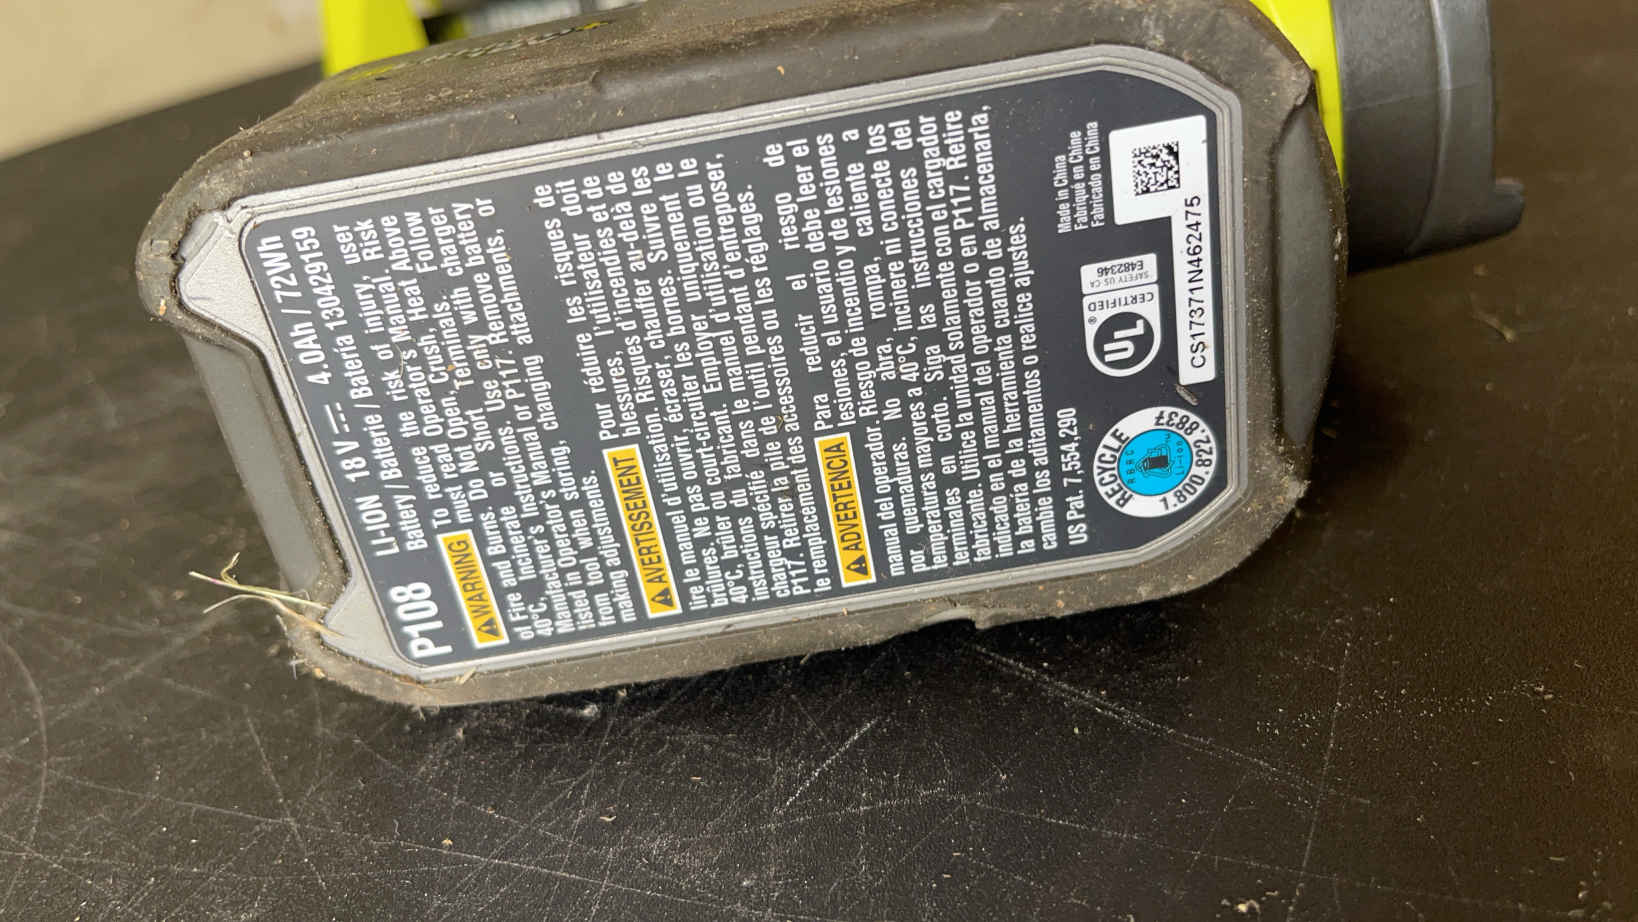 P108 LI-ION 18V 4.0Ah / 72Wh
Battery / Batterie / Batería 130429159
WARNING To reduce the risk of injury, user
must read Operator's Manual. Risk
of Fire and Burns. Do Not Open, Crush, Heat Above
40°C, Incinerate or Short Terminals. Follow
Manufacturer's Instructions. Use only with charger
listed in Operator's Manual or P117. Remove battery
from tool when storing, changing attachments, or
making adjustments.
AVERTISSEMENT Pour réduire les risques de
blessures, l'utilisateur doit
lire le manuel d'utilisation. Risques d'incendies et de
brûlures. Ne pas ouvrir, écraser, chauffer au-delà de
40°C, brûler ou court-circuiter les bornes. Suivre les
instructions du fabricant. Employer uniquement le
chargeur spécifié dans le manuel d'utilisation ou le
P117. Retirer la pile de l'outil pendant d'entreposer,
le remplacement des accessoires ou les réglages.
ADVERTENCIA Para reducir el riesgo de
lesiones, el usuario debe leer el
manual del operador. Riesgo de incendio y de lesiones
por quemaduras. No abra, rompa, caliente a
temperaturas mayores a 40°C, incinere ni conecte los
terminales en corto. Siga las instrucciones del
fabricante. Utilice la unidad solamente con el cargador
indicado en el manual del operador o en P117. Retire
la batería de la herramienta cuando de almacenarla,
cambie los aditamentos o realice ajustes.
US Pat. 7,554,290
Made in China
Fabriqué en Chine
Fabricado en China
RECYCLE
RBRC
Li-ion
1.800.822.8837
UL ®
CERTIFIED
SAFETY US-CA
E482346
CS17371N462475